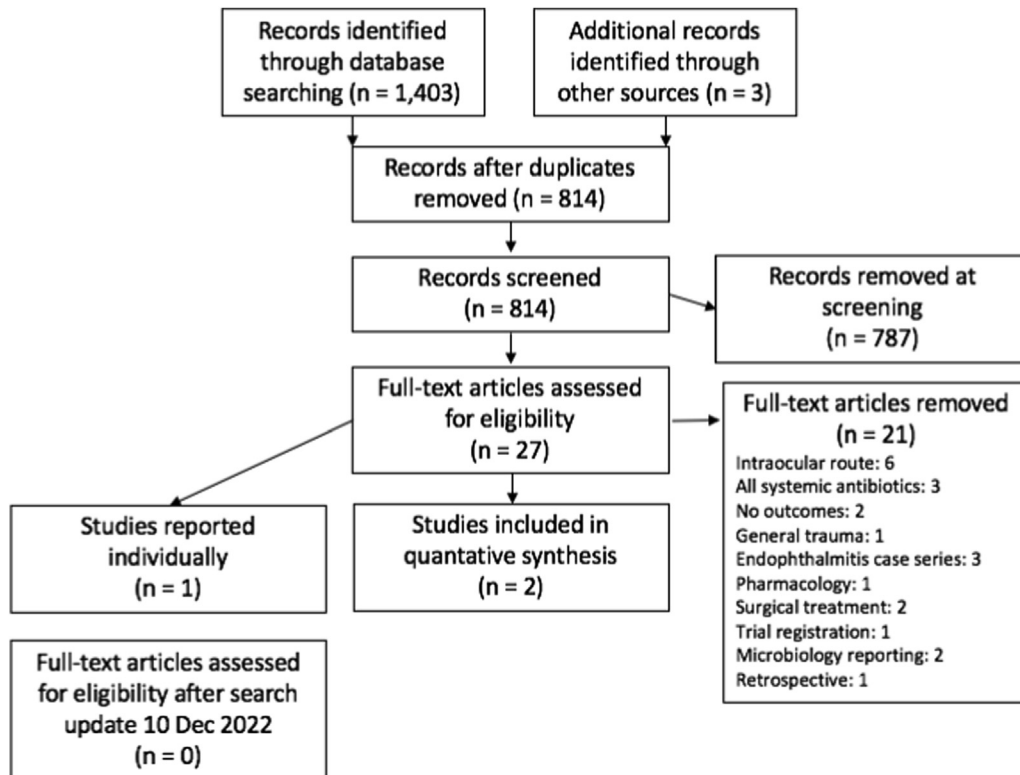 Records identified
through database
searching (n = 1,403)
Additional records
identified through
other sources (n = 3)
Records after duplicates
removed (n = 814)
Records screened
(n = 814)
Records removed at
screening
(n = 787)
Full-text articles assessed
for eligibility
(n = 27)
Full-text articles removed
(n = 21)
Intraocular route: 6
All systemic antibiotics: 3
No outcomes: 2
General trauma: 1
Endophthalmitis case series: 3
Pharmacology: 1
Surgical treatment: 2
Trial registration: 1
Microbiology reporting: 2
Retrospective: 1
Studies reported
individually
(n = 1)
Studies included in
quantative synthesis
(n = 2)
Full-text articles assessed
for eligibility after search
update 10 Dec 2022
(n = 0)